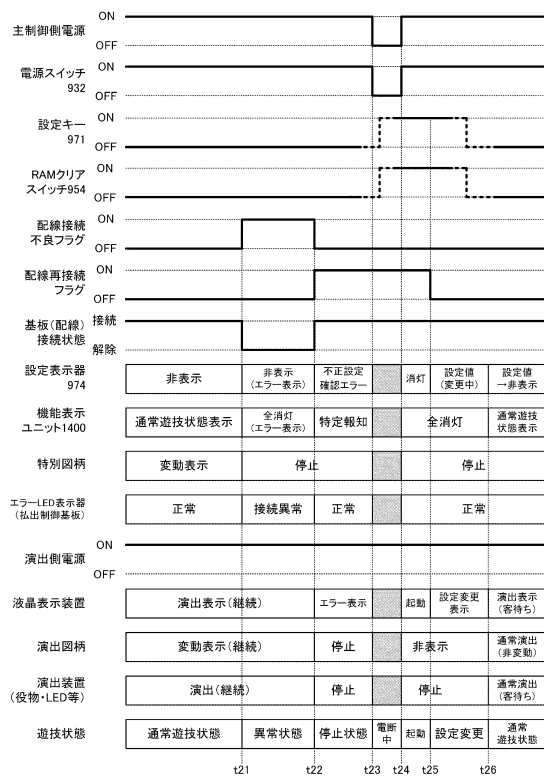 主制御側電源 ON
OFF
電源スイッチ
932 ON
OFF
設定キー
971 ON
OFF
RAMクリア
スイッチ954 ON
OFF
配線接続
不良フラグ ON
OFF
配線再接続
フラグ ON
OFF
基板(配線)
接続状態 接続
解除
設定表示器
974
非表示
非表示
(エラー表示)
不正設定
確認エラー
消灯
設定値
(変更中)
設定値
→非表示
機能表示
ユニット1400
通常遊技状態表示
全消灯
(エラー表示)
特定報知
全消灯
通常遊技
状態表示
特別図柄
変動表示
停止
停止
エラーLED表示器
(払出制御基板)
正常
接続異常
正常
正常
演出側電源 ON
OFF
液晶表示装置
演出表示(継続)
エラー表示
起動
設定変更
表示
演出表示
(客待ち)
演出図柄
変動表示(継続)
停止
非表示
通常演出
(非変動)
演出装置
(役物・LED等)
演出(継続)
停止
停止
通常演出
(客待ち)
遊技状態
通常遊技状態
異常状態
停止状態
電断
中
起動
設定変更
通常
遊技状態
t21 t22 t23 t24 t25 t26